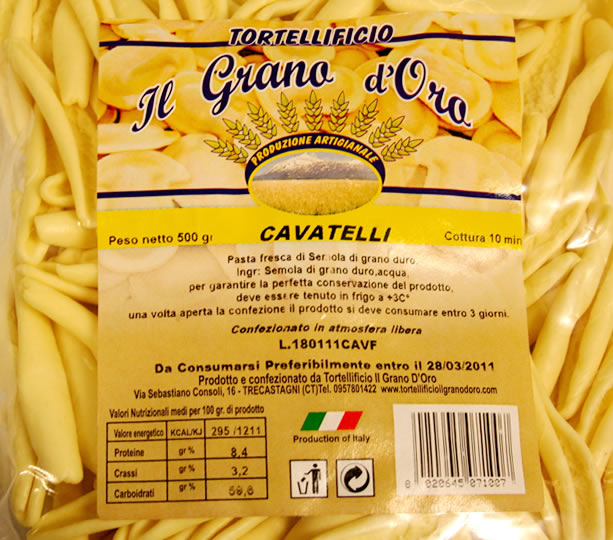 TORTELLIFICIO
Il Grano d'Oro
PRODUZIONE ARTIGIANALE
Peso netto 500 gr CAVATELLI Cottura 10 min
Pasta fresca di Semola di grano duro.
Ingr: Semola di grano duro,acqua
per garantire la perfetta conservazione del prodotto,
deve essere tenuto in frigo a +3C°
una volta aperta la confezione il prodotto si deve consumare entro 3 giorni.
Confezionato in atmosfera libera
L.180111CAVF
Da Consumarsi Preferibilmente entro il 28/03/2011
Prodotto e confezionato da Tortellificio Il Grano D'Oro
Via Sebastiano Consoli, 16 - TRECASTAGNI (CT)Tel. 0957801422 www.tortellificioilgranodoro.com
Valori Nutrizionali medi per 100 gr. di prodotto
Valore energetico KCAL/KJ 295 /1211
Proteine gr % 8,4
Grassi gr % 3,2
Carboidrati gr %
Production of Italy
8 020645 071007